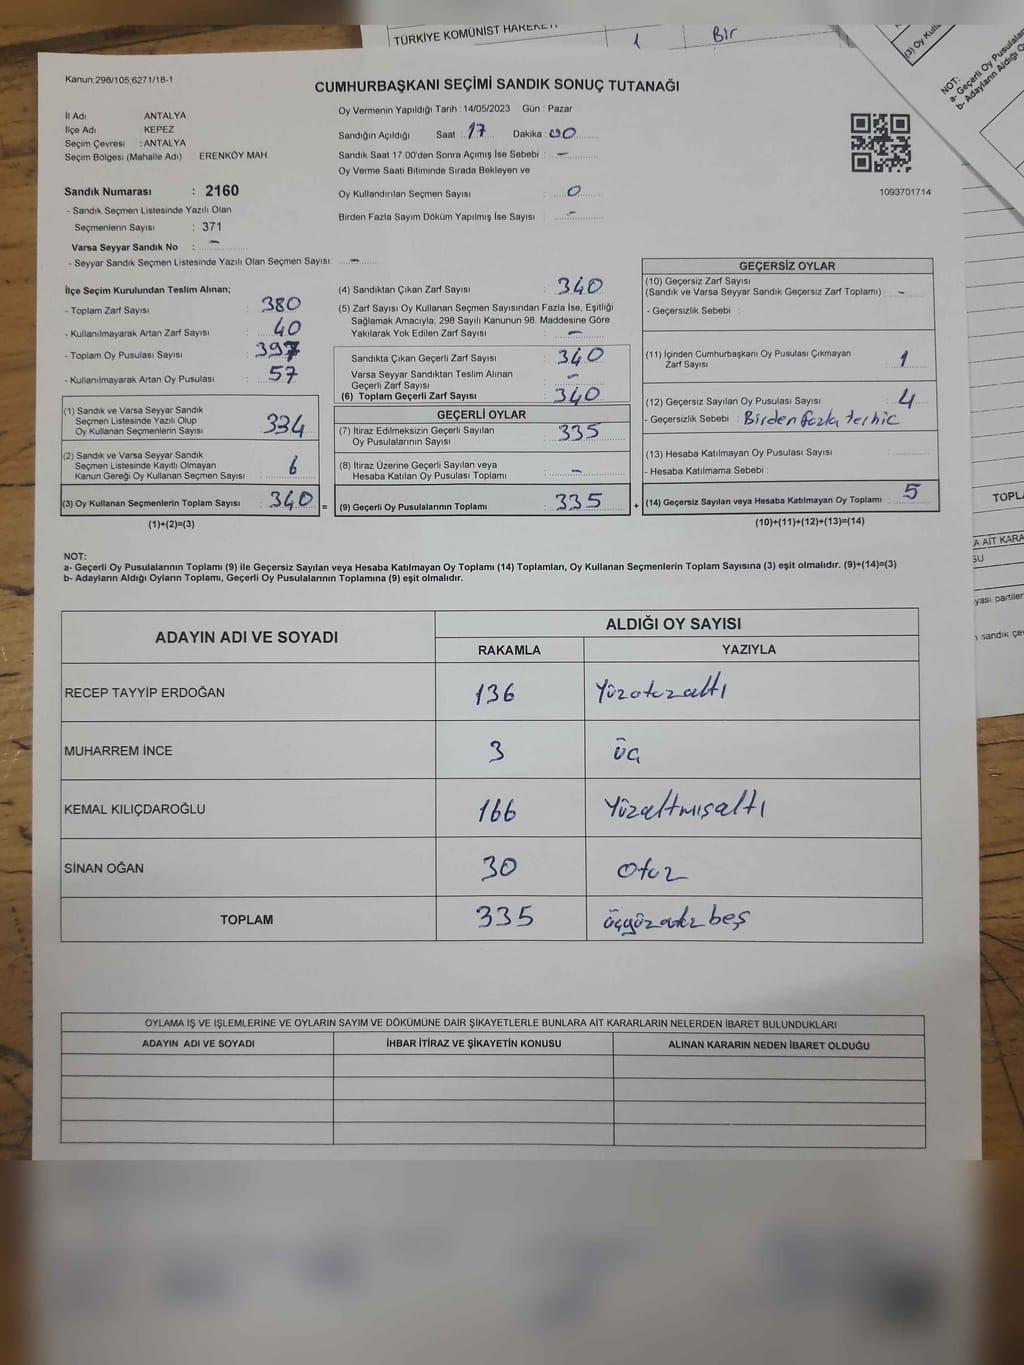 TÜRKİYE KOMÜNİST HAREKETİ
1
Bir
(3) Oy Kulla
NOT:
a- Geçerli Oy Pusulaları
b- Adayların Aldığı O
Kanun:298/105;6271/18-1
CUMHURBAŞKANI SEÇİMİ SANDIK SONUÇ TUTANAĞI
İl Adı ANTALYA
İlçe Adı KEPEZ
Seçim Çevresi : ANTALYA
Seçim Bölgesi (Mahalle Adı) ERENKÖY MAH.
Oy Vermenin Yapıldığı Tarih :14/05/2023 Gün : Pazar
Sandığın Açıldığı Saat : 17 Dakika : 00
Sandık Saat 17:00'den Sonra Açımış İse Sebebi : -
Oy Verme Saati Bitiminde Sırada Bekleyen ve
Oy Kullandırılan Seçmen Sayısı : 0
Birden Fazla Sayım Döküm Yapılmış İse Sayısı : -
1093701714
Sandık Numarası : 2160
- Sandık Seçmen Listesinde Yazılı Olan
Seçmenlerin Sayısı : 371
Varsa Seyyar Sandık No : -
- Seyyar Sandık Seçmen Listesinde Yazılı Olan Seçmen Sayısı: -
İlçe Seçim Kurulundan Teslim Alınan;
- Toplam Zarf Sayısı : 380
- Kullanılmayarak Artan Zarf Sayısı : 40
- Toplam Oy Pusulası Sayısı : 397
- Kullanılmayarak Artan Oy Pusulası : 57
(1) Sandık ve Varsa Seyyar Sandık
Seçmen Listesinde Yazılı Olup
Oy Kullanan Seçmenlerin Sayısı : 334
(2) Sandık ve Varsa Seyyar Sandık
Seçmen Listesinde Kayıtlı Olmayan
Kanun Gereği Oy Kullanan Seçmen Sayısı : 6
(3) Oy Kullanan Seçmenlerin Toplam Sayısı : 340
(1)+(2)=(3)
(4) Sandıktan Çıkan Zarf Sayısı : 340
(5) Zarf Sayısı Oy Kullanan Seçmen Sayısından Fazla İse, Eşitliği
Sağlamak Amacıyla, 298 Sayılı Kanunun 98. Maddesine Göre
Yakılarak Yok Edilen Zarf Sayısı : -
Sandıkta Çıkan Geçerli Zarf Sayısı : 340
Varsa Seyyar Sandıktan Teslim Alınan
Geçerli Zarf Sayısı : -
(6) Toplam Geçerli Zarf Sayısı : 340
GEÇERLİ OYLAR
(7) İtiraz Edilmeksizin Geçerli Sayılan
Oy Pusulalarının Sayısı : 335
(8) İtiraz Üzerine Geçerli Sayılan veya
Hesaba Katılan Oy Pusulaları Toplamı : -
= (9) Geçerli Oy Pusulalarının Toplamı : 335 +
GEÇERSİZ OYLAR
(10) Geçersiz Zarf Sayısı
(Sandık ve Varsa Seyyar Sandık Geçersiz Zarf Toplamı) : -
- Geçersizlik Sebebi :
(11) İçinden Cumhurbaşkanı Oy Pusulası Çıkmayan
Zarf Sayısı : 1
(12) Geçersiz Sayılan Oy Pusulası Sayısı : 4
- Geçersizlik Sebebi : Birden fazla terhic
(13) Hesaba Katılmayan Oy Pusulası Sayısı :
- Hesaba Katılmama Sebebi :
(14) Geçersiz Sayılan veya Hesaba Katılmayan Oy Toplamı : 5
(10)+(11)+(12)+(13)=(14)
NOT:
a- Geçerli Oy Pusulalarının Toplamı (9) ile Geçersiz Sayılan veya Hesaba Katılmayan Oy Toplamı (14) Toplamları, Oy Kullanan Seçmenlerin Toplam Sayısına (3) eşit olmalıdır. (9)+(14)=(3)
b- Adayların Aldığı Oyların Toplamı, Geçerli Oy Pusulalarının Toplamına (9) eşit olmalıdır.
ADAYIN ADI VE SOYADI ALDIĞI OY SAYISI
RAKAMLA YAZIYLA
RECEP TAYYİP ERDOĞAN 136 Yüzotuzaltı
MUHARREM İNCE 3 üç
KEMAL KILIÇDAROĞLU 166 Yüzaltmışaltı
SİNAN OĞAN 30 Otuz
TOPLAM 335 üçyüzotuz beş
OYLAMA İŞ VE İŞLEMLERİNE VE OYLARIN SAYIM VE DÖKÜMÜNE DAİR ŞİKAYETLERLE BUNLARA AİT KARARLARIN NELERDEN İBARET BULUNDUKLARI
ADAYIN ADI VE SOYADI İHBAR İTİRAZ VE ŞİKAYETİN KONUSU ALINAN KARARIN NEDEN İBARET OLDUĞU
TOPLA
A AİT KARA
SU
yası partiler
n sandık çev